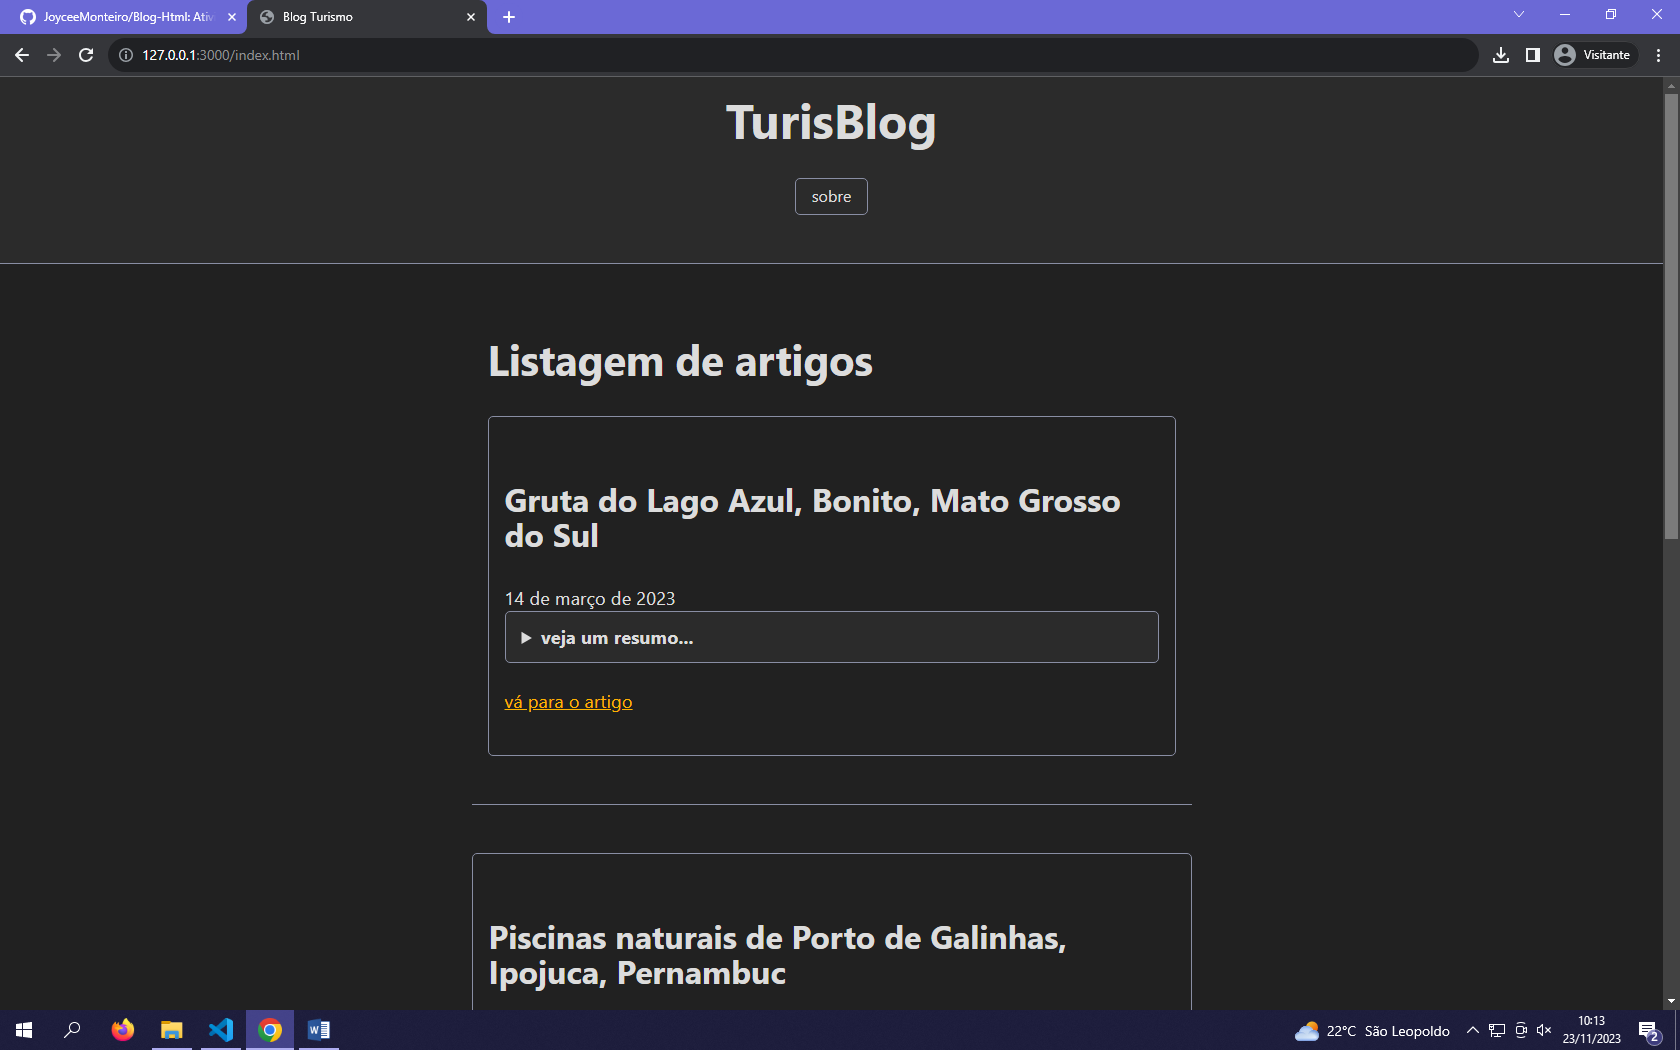 JoyceeMonteiro/Blog-Html: Ativ
Blog Turismo
127.0.0.1:3000/index.html
Visitante
TurisBlog
sobre
Listagem de artigos
Gruta do Lago Azul, Bonito, Mato Grosso
do Sul
14 de março de 2023
veja um resumo...
vá para o artigo
Piscinas naturais de Porto de Galinhas,
Ipojuca, Pernambuc
22°C São Leopoldo
10:13
23/11/2023
2